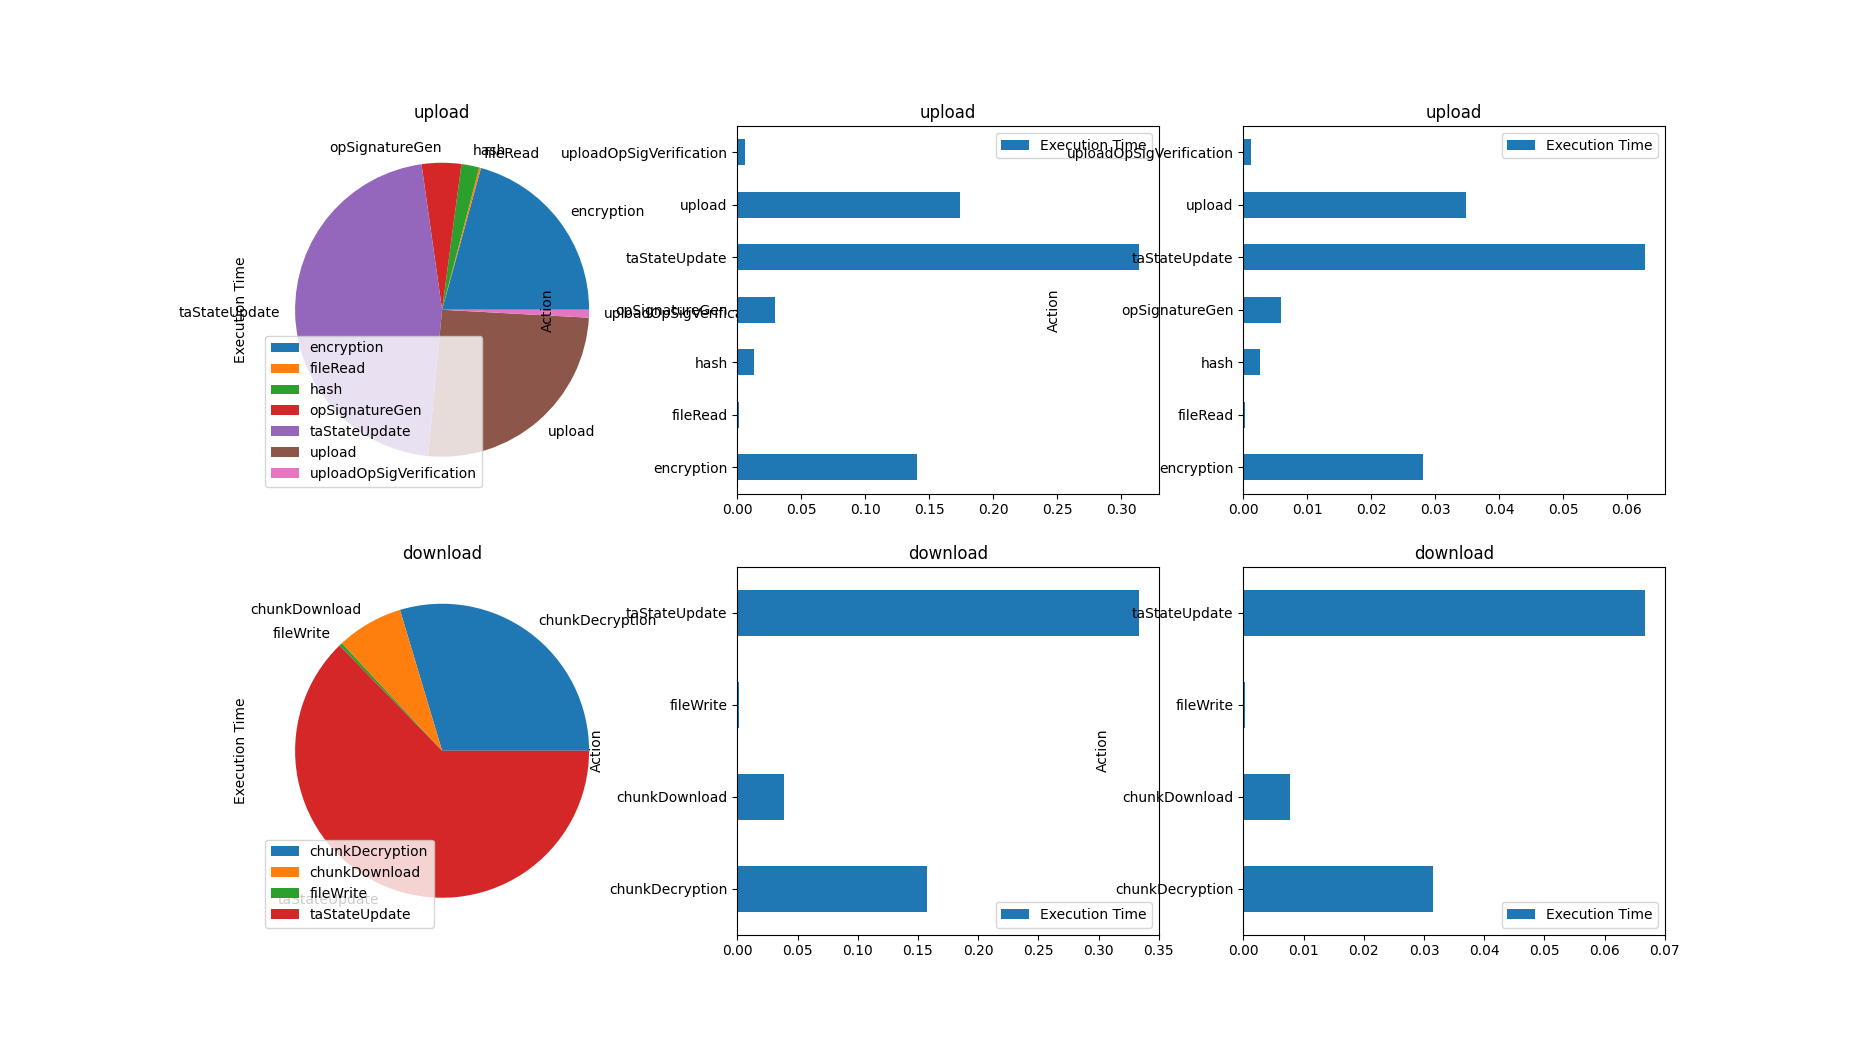 upload
opSignatureGen
hash
fileRead
encryption
taStateUpdate
uploadOpSigVerifica
upload
Execution Time
encryption
fileRead
hash
opSignatureGen
taStateUpdate
upload
uploadOpSigVerification
upload
Execution Time
uploadOpSigVerification
upload
taStateUpdate
opSignatureGen
hash
fileRead
encryption
Action
0.00 0.05 0.10 0.15 0.20 0.25 0.30
upload
Execution Time
uploadOpSigVerification
upload
taStateUpdate
opSignatureGen
hash
fileRead
encryption
Action
0.00 0.01 0.02 0.03 0.04 0.05 0.06
download
chunkDownload
fileWrite
chunkDecryption
taStateUpdate
Execution Time
chunkDecryption
chunkDownload
fileWrite
taStateUpdate
download
taStateUpdate
fileWrite
chunkDownload
chunkDecryption
Action
Execution Time
0.00 0.05 0.10 0.15 0.20 0.25 0.30 0.35
download
taStateUpdate
fileWrite
chunkDownload
chunkDecryption
Action
Execution Time
0.00 0.01 0.02 0.03 0.04 0.05 0.06 0.07